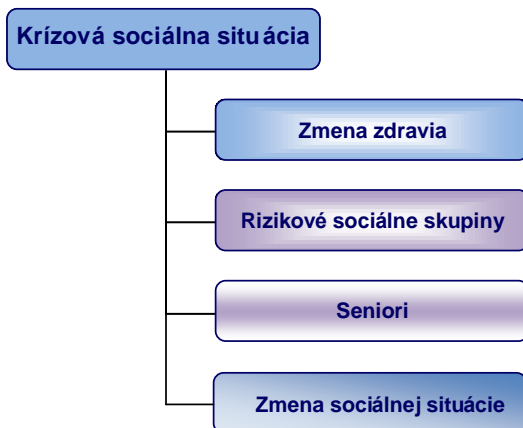 Krízová sociálna situácia
Zmena zdravia
Rizikové sociálne skupiny
Seniori
Zmena sociálnej situácie